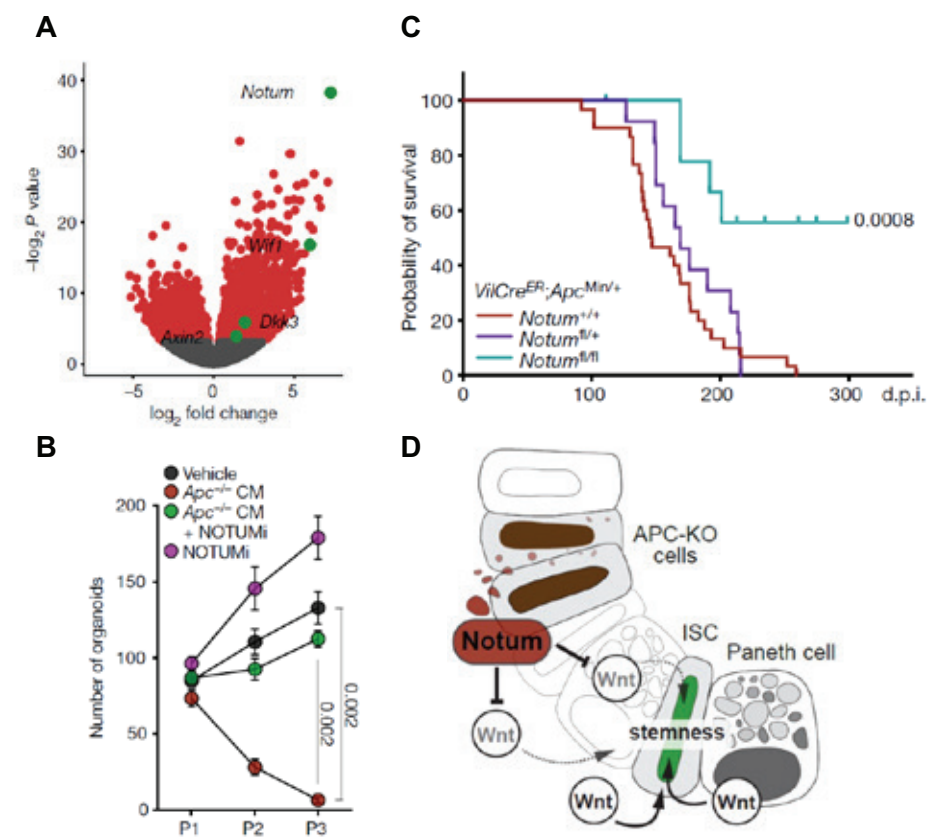 A
40
30
20
10
0
−log₂ P value
Notum
Wif1
Dkk3
Axin2
−5
0
5
log₂ fold change
C
100
80
60
40
20
0
Probability of survival
0.0008
VilCreᴱᴿ;Apcᴹⁱⁿ/⁺
Notum⁺/⁺
Notumᶠˡ/⁺
Notumᶠˡ/ᶠˡ
0
100
200
300
d.p.i.
B
Vehicle
Apc⁻/⁻ CM
Apc⁻/⁻ CM
+ NOTUMi
NOTUMi
200
150
100
50
0
Number of organoids
0.002
0.002
P1
P2
P3
D
APC-KO
cells
Notum
ISC
Paneth cell
Wnt
Wnt
stemness
Wnt
Wnt